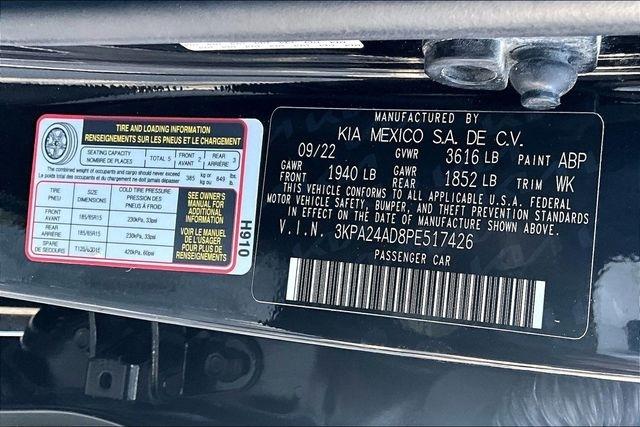 TIRE AND LOADING INFORMATION
RENSEIGNEMENTS SUR LES PNEUS ET LE CHARGEMENT
SEATING CAPACITY
NOMBRE DE PLACES
TOTAL 5
FRONT
AVANT 2
REAR
ARRIÈRE 3
The combined weight of occupants and cargo should never exceed
Le poids total des occupants et du chargement ne doit jamais dépasser
385 kg or ou 849 lbs. lb.
TIRE
PNEU
SIZE
DIMENSIONS
COLD TIRE PRESSURE
PRESSION DES
PNEUS À FROID
FRONT
AVANT
185/65R15
230kPa, 33psi
REAR
ARRIÈRE
185/65R15
230kPa, 33psi
SPARE
DE SECOURS
420kPa, 60psi
SEE OWNER'S
MANUAL FOR
ADDITIONAL
INFORMATION
VOIR LE MANUEL
DE L'USAGER
POUR PLUS DE
RENSEIGNEMENTS
H910
MANUFACTURED BY
KIA MEXICO S.A. DE C.V.
09/22 GVWR 3616 LB PAINT ABP
GAWR
FRONT 1940 LB
GAWR
REAR 1852 LB TRIM WK
THIS VEHICLE CONFORMS TO ALL APPLICABLE U.S.A. FEDERAL
MOTOR VEHICLE SAFETY, BUMPER, AND THEFT PREVENTION STANDARDS
IN EFFECT ON THE DATE OF MANUFACTURE SHOWN ABOVE.
V.I.N. 3KPA24AD8PE517426
PASSENGER CAR